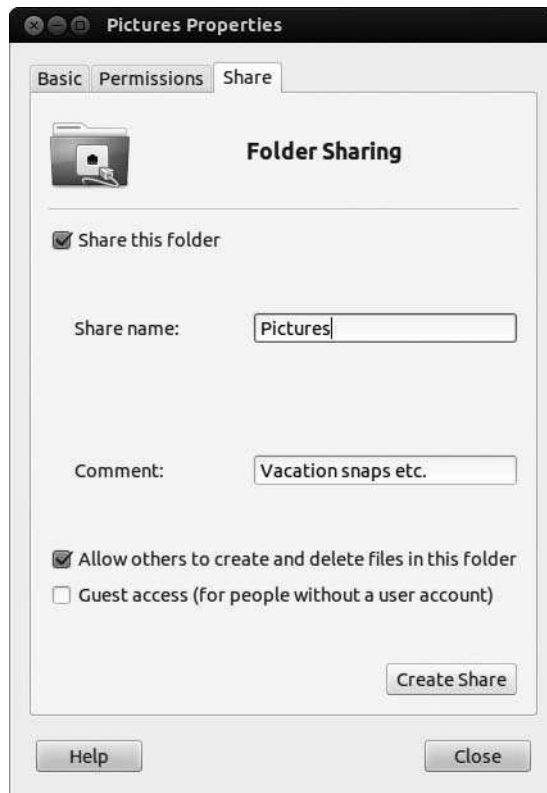 Pictures Properties
Basic Permissions Share
Folder Sharing
Share this folder
Share name: Pictures
Comment: Vacation snaps etc.
Allow others to create and delete files in this folder
Guest access (for people without a user account)
Create Share
Help Close